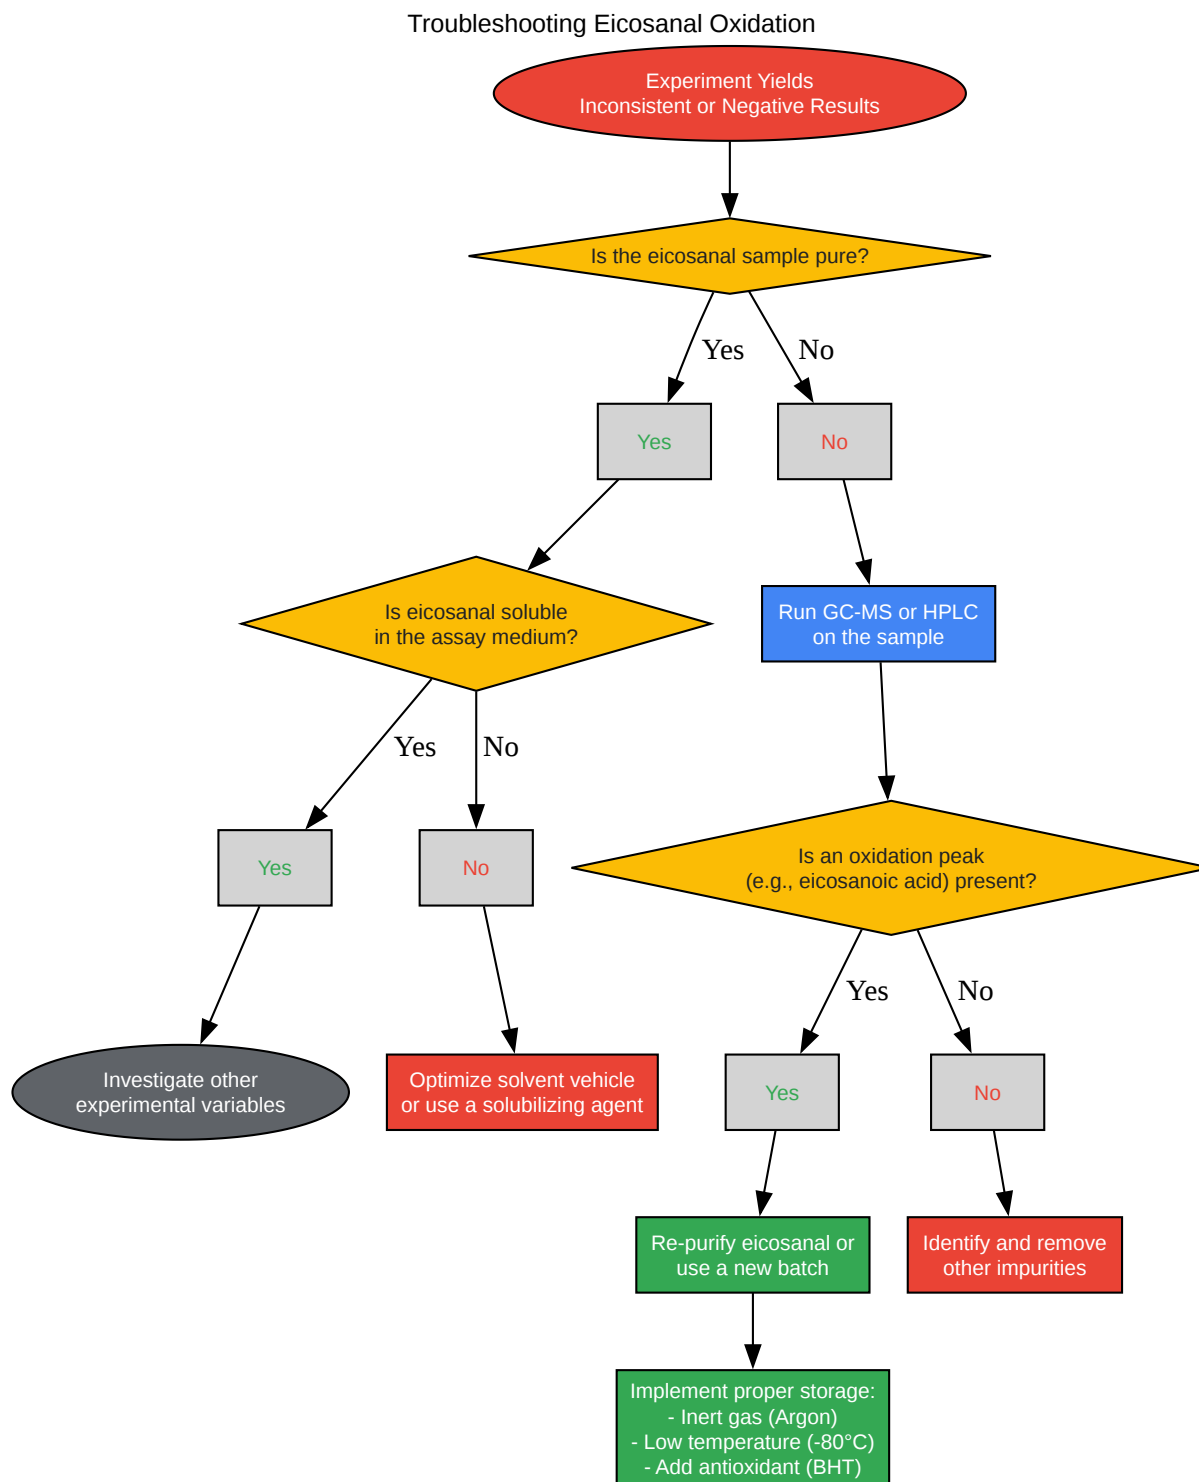 Troubleshooting Eicosanal Oxidation
Experiment Yields
Inconsistent or Negative Results
Is the eicosanal sample pure?
Yes
No
Yes
No
Is eicosanal soluble
in the assay medium?
Run GC-MS or HPLC
on the sample
Yes
No
Yes
No
Is an oxidation peak
(e.g., eicosanoic acid) present?
Yes
No
Investigate other
experimental variables
Optimize solvent vehicle
or use a solubilizing agent
Yes
No
Re-purify eicosanal or
use a new batch
Identify and remove
other impurities
Implement proper storage:
- Inert gas (Argon)
- Low temperature (-80°C)
- Add antioxidant (BHT)